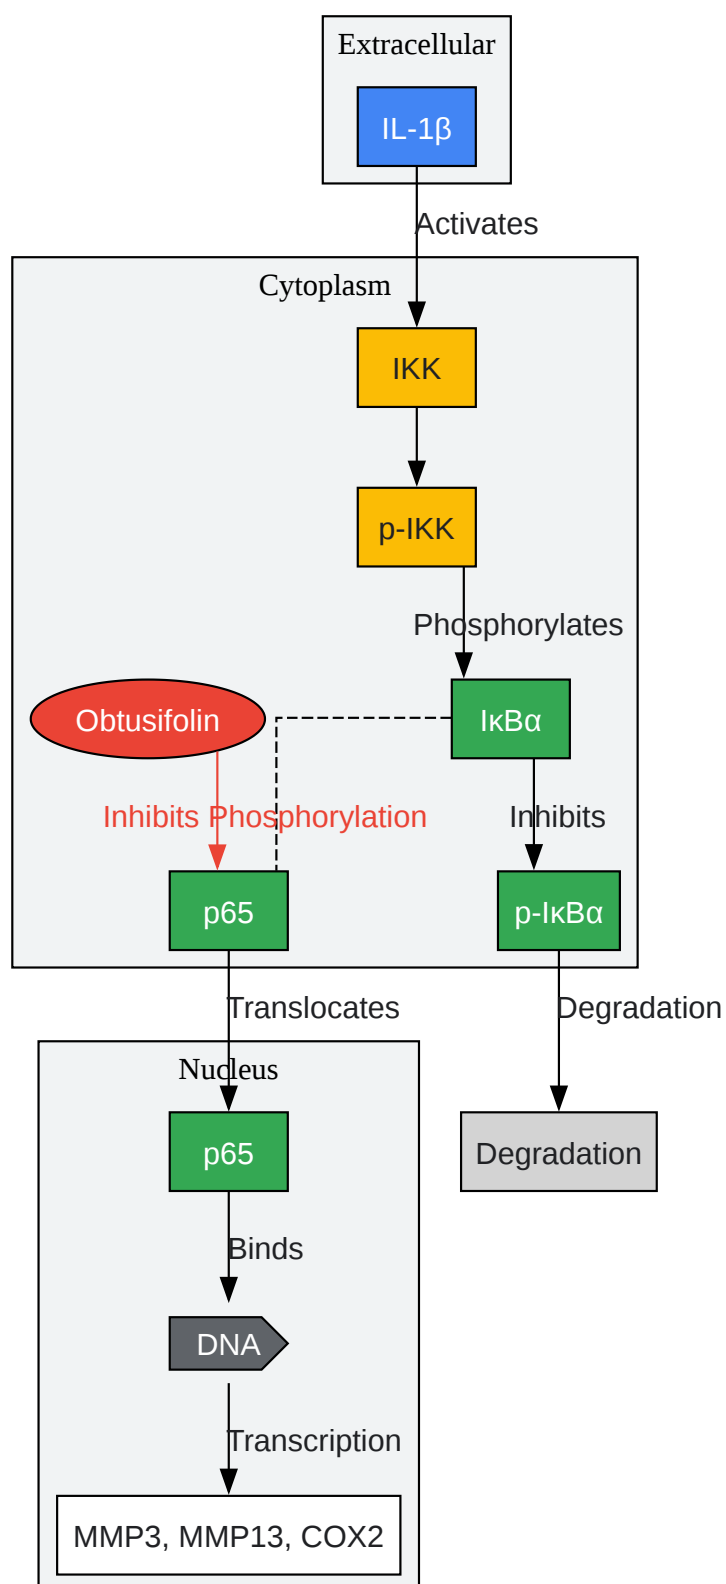 Extracellular
IL-1β
Activates
Cytoplasm
IKK
p-IKK
Phosphorylates
Obtusifolin
IκBα
Inhibits Phosphorylation
Inhibits
p65
p-IκBα
Translocates
Degradation
Nucleus
p65
Degradation
Binds
DNA
Transcription
MMP3, MMP13, COX2